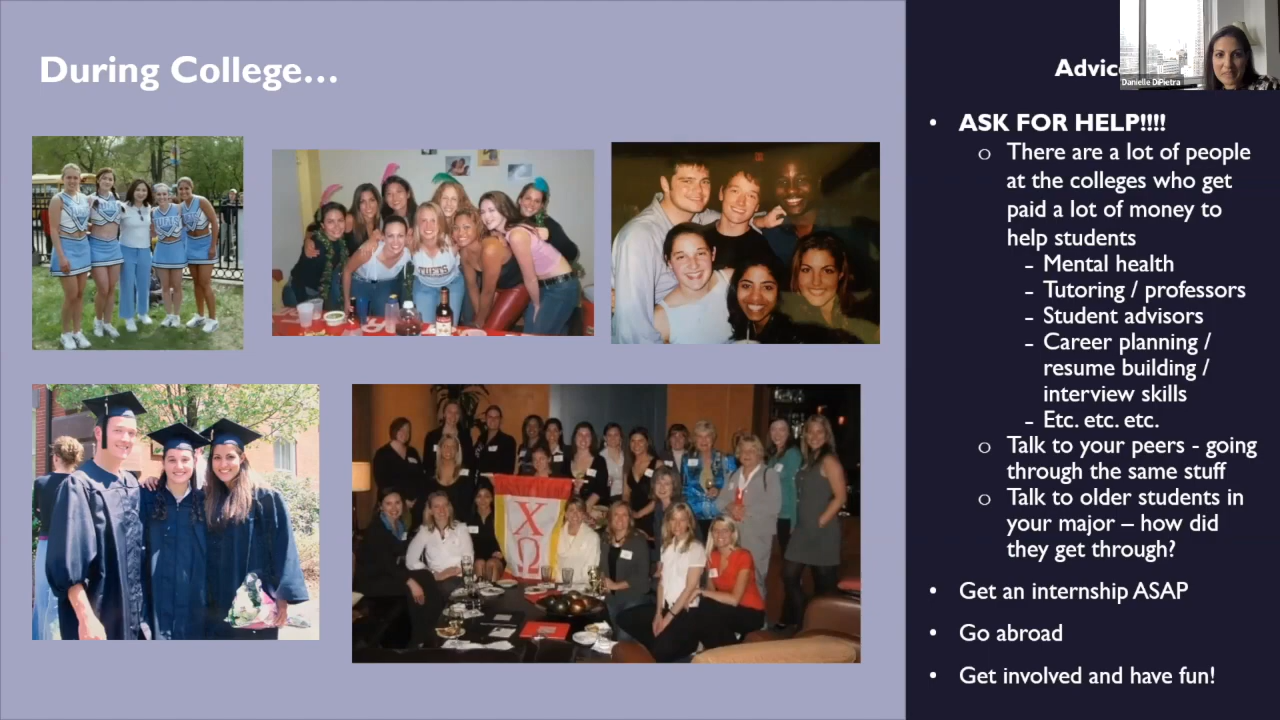 During College…
Advic
Danielle DiPietra
• ASK FOR HELP!!!!
o There are a lot of people
at the colleges who get
paid a lot of money to
help students
- Mental health
- Tutoring / professors
- Student advisors
- Career planning /
resume building /
interview skills
- Etc. etc. etc.
o Talk to your peers - going
through the same stuff
o Talk to older students in
your major – how did
they get through?
• Get an internship ASAP
• Go abroad
• Get involved and have fun!
TUFTS
TUFTS
Χ
Ω